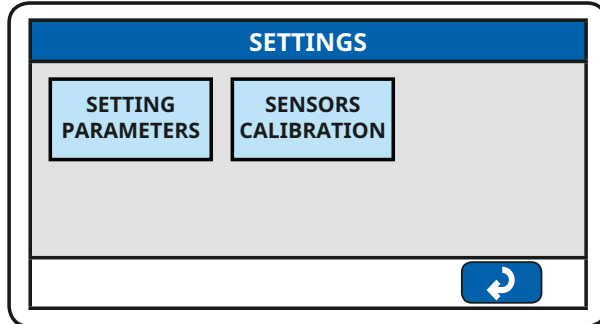 SETTINGS
SETTING
PARAMETERS
SENSORS
CALIBRATION